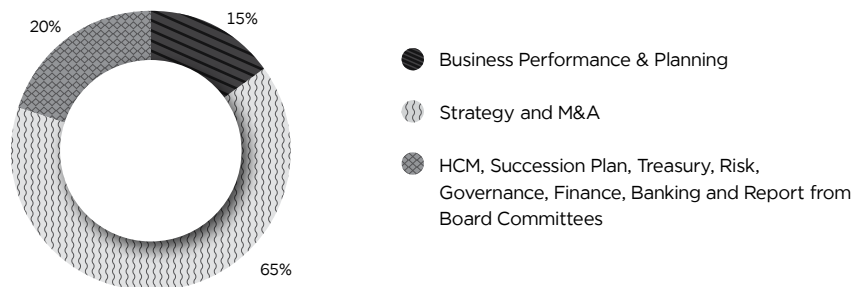 20%
15%
65%
Business Performance & Planning
Strategy and M&A
HCM, Succession Plan, Treasury, Risk,
Governance, Finance, Banking and Report from
Board Committees